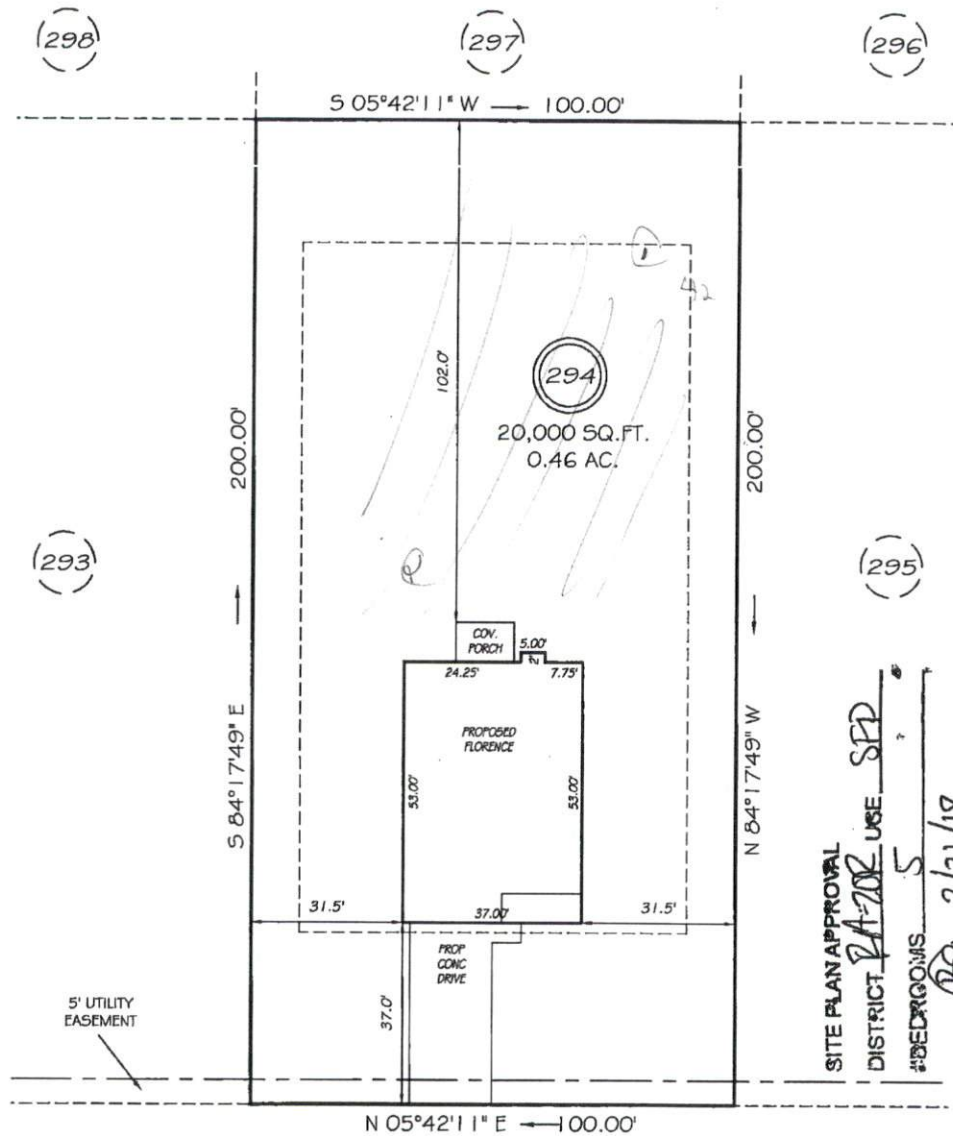 298
297
296
S 05°42'11" W 100.00'
102.0'
294
20,000 SQ.FT.
0.46 AC.
200.00'
200.00'
293
295
S 84°17'49" E
N 84°17'49" W
COV.
PORCH
5.00'
2'
24.25'
7.75'
PROPOSED
FLORENCE
53.00'
53.00'
31.5'
37.00'
31.5'
PROP
CONC
DRIVE
37.0'
5' UTILITY
EASEMENT
N 05°42'11" E 100.00'
SITE PLAN APPROVAL
DISTRICT RA-20R USE SFD
#BEDROOMS 5